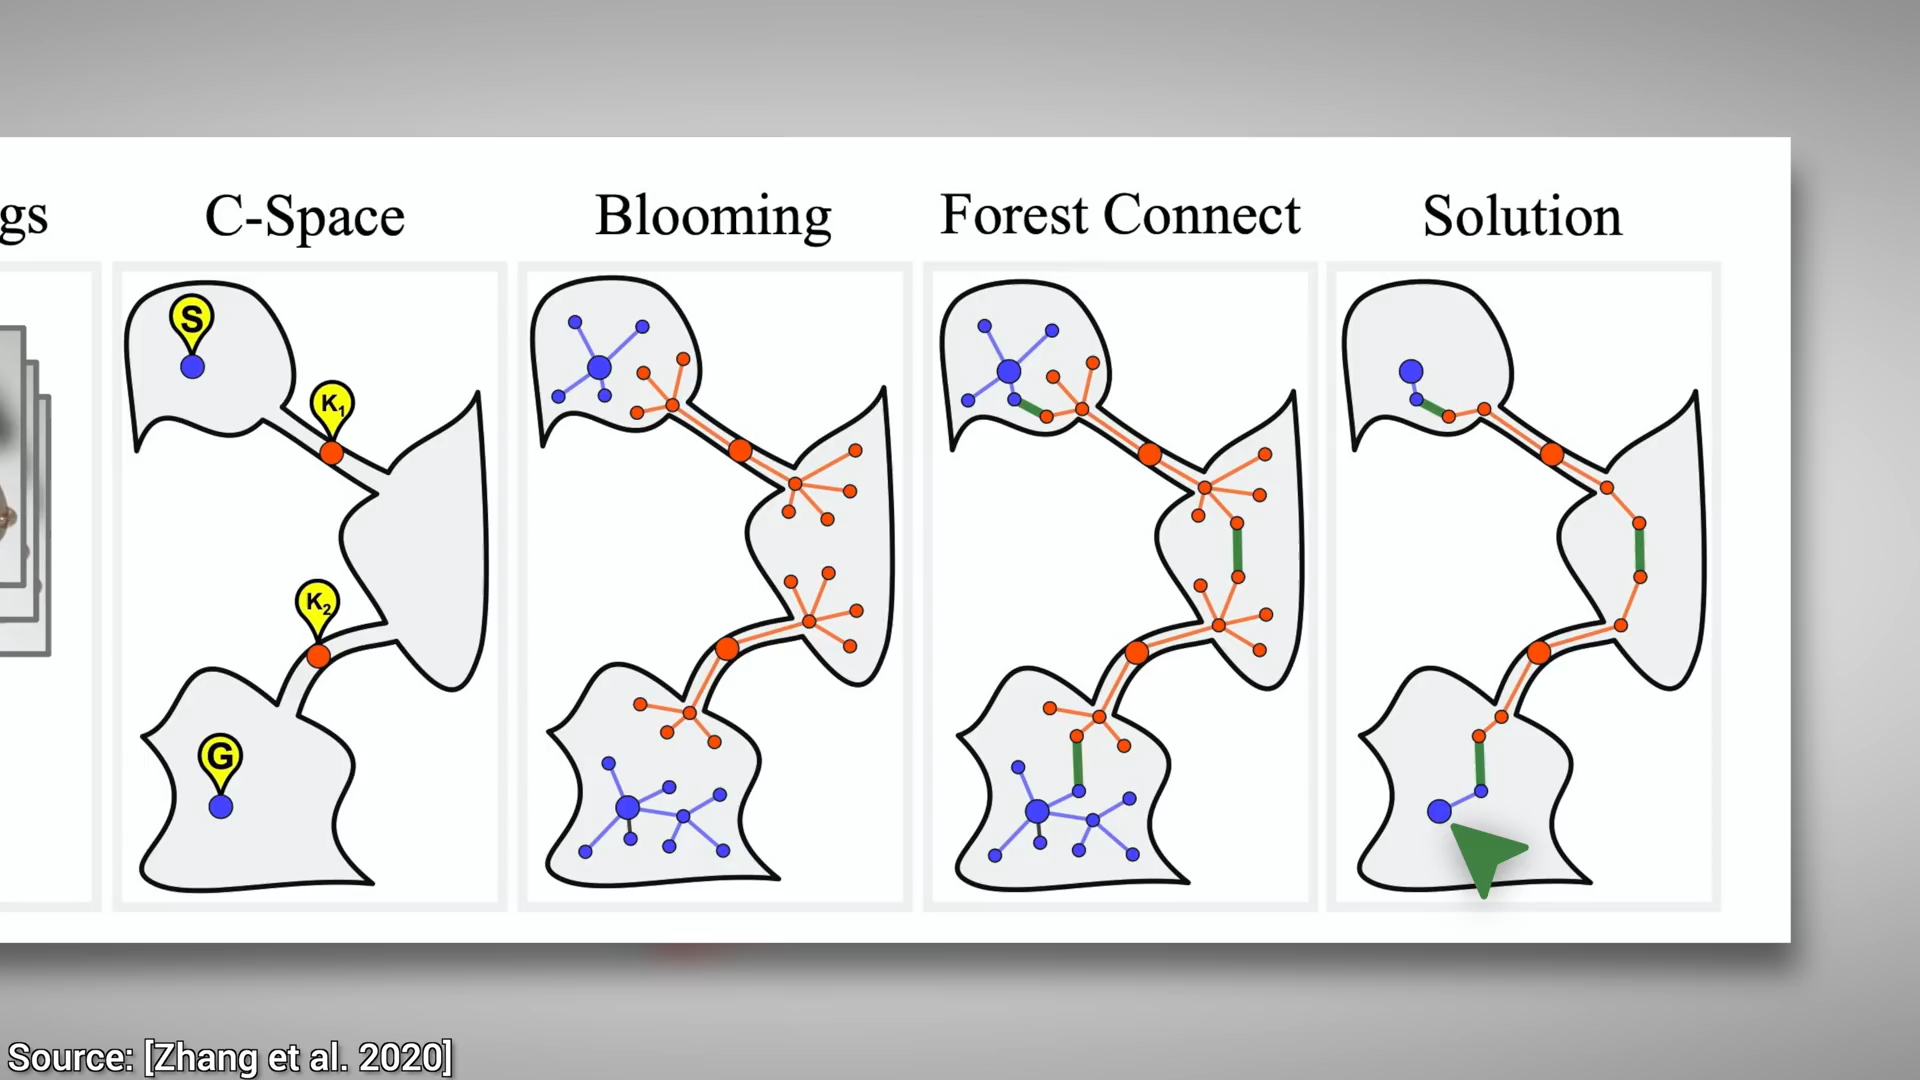 gs
C-Space
Blooming
Forest Connect
Solution
S
K1
K2
G
Source: [Zhang et al. 2020]